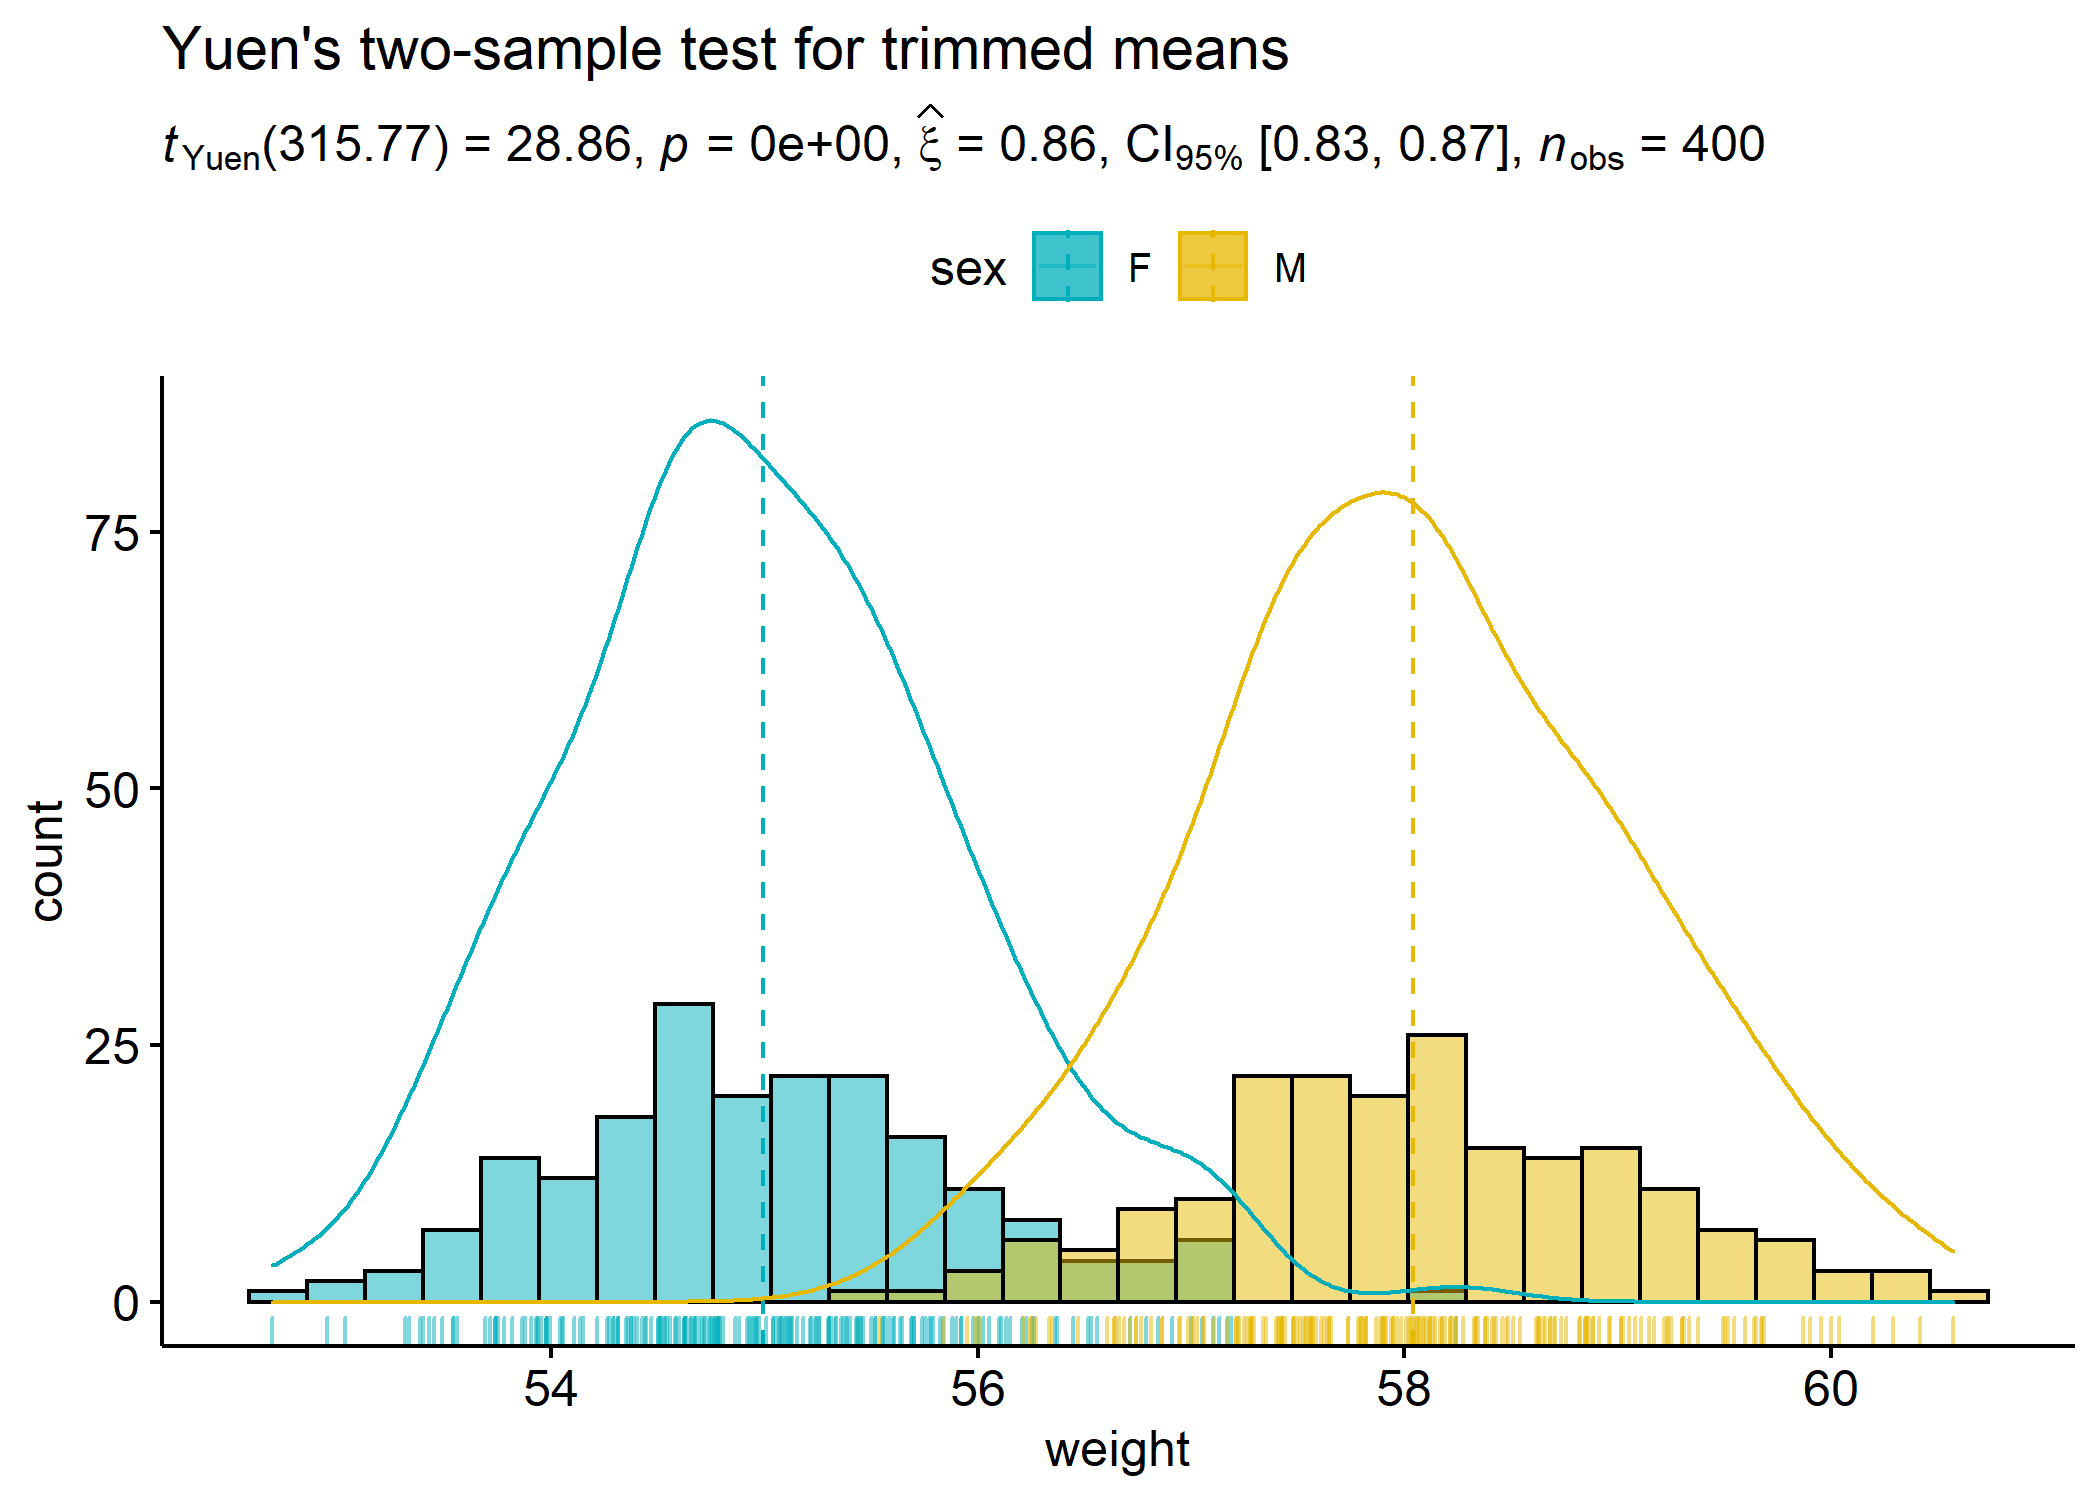 Yuen's two-sample test for trimmed means
t Yuen(315.77) = 28.86, p = 0e+00, ξ̂ = 0.86, CI95% [0.83, 0.87], nobs = 400
sex F M
75
50
25
0
count
54 56 58 60
weight